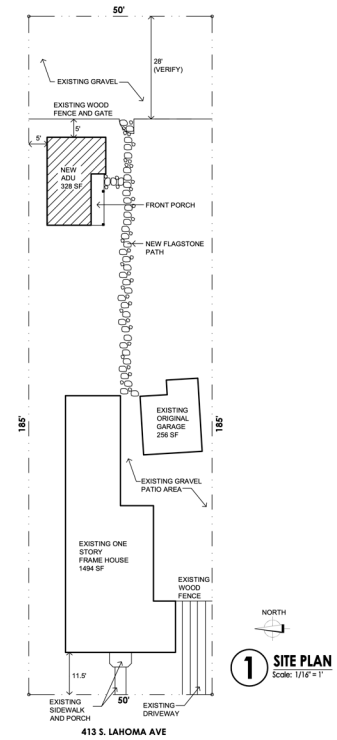 50'
28'
(VERIFY)
EXISTING GRAVEL
EXISTING WOOD
FENCE AND GATE
5'
5'
NEW
ADU
328 SF
FRONT PORCH
NEW FLAGSTONE
PATH
185'
185'
EXISTING
ORIGINAL
GARAGE
256 SF
EXISTING GRAVEL
PATIO AREA
EXISTING ONE
STORY
FRAME HOUSE
1494 SF
EXISTING
WOOD
FENCE
NORTH
11.5'
1
SITE PLAN
Scale: 1/16" = 1'
EXISTING
SIDEWALK
AND PORCH
50'
EXISTING
DRIVEWAY
413 S. LAHOMA AVE